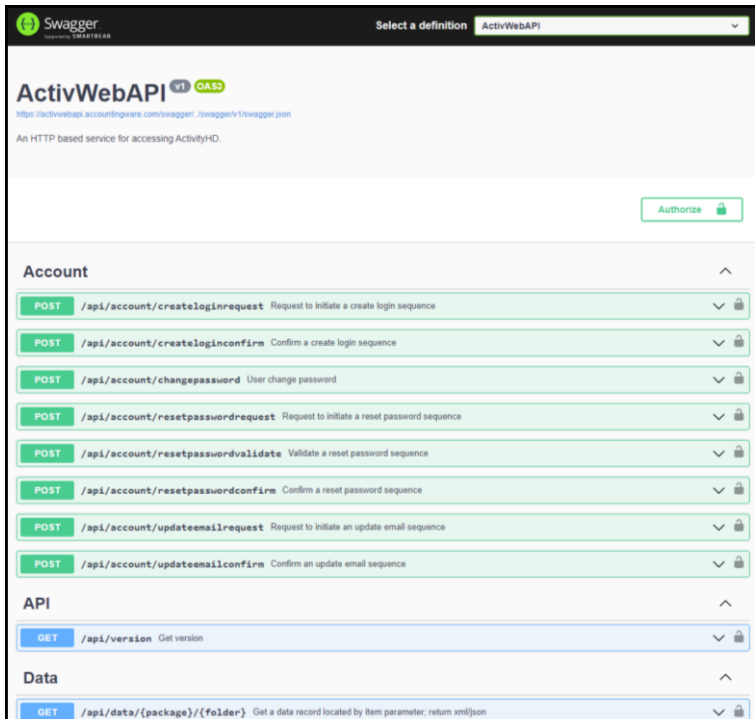 Swagger.
Supported by SMARTBEAR
Select a definition ActivWebAPI
ActivWebAPI v1 OAS3
https://activwebapi.accountingware.com/swagger/../swagger/v1/swagger.json
An HTTP based service for accessing ActivityHD.
Authorize
Account
POST /api/account/createloginrequest Request to initiate a create login sequence
POST /api/account/createloginconfirm Confirm a create login sequence
POST /api/account/changepassword User change password
POST /api/account/resetpasswordrequest Request to initiate a reset password sequence
POST /api/account/resetpasswordvalidate Validate a reset password sequence
POST /api/account/resetpasswordconfirm Confirm a reset password sequence
POST /api/account/updateemailrequest Request to initiate an update email sequence
POST /api/account/updateemailconfirm Confirm an update email sequence
API
GET /api/version Get version
Data
GET /api/data/{package}/{folder} Get a data record located by item parameter; return xml/json